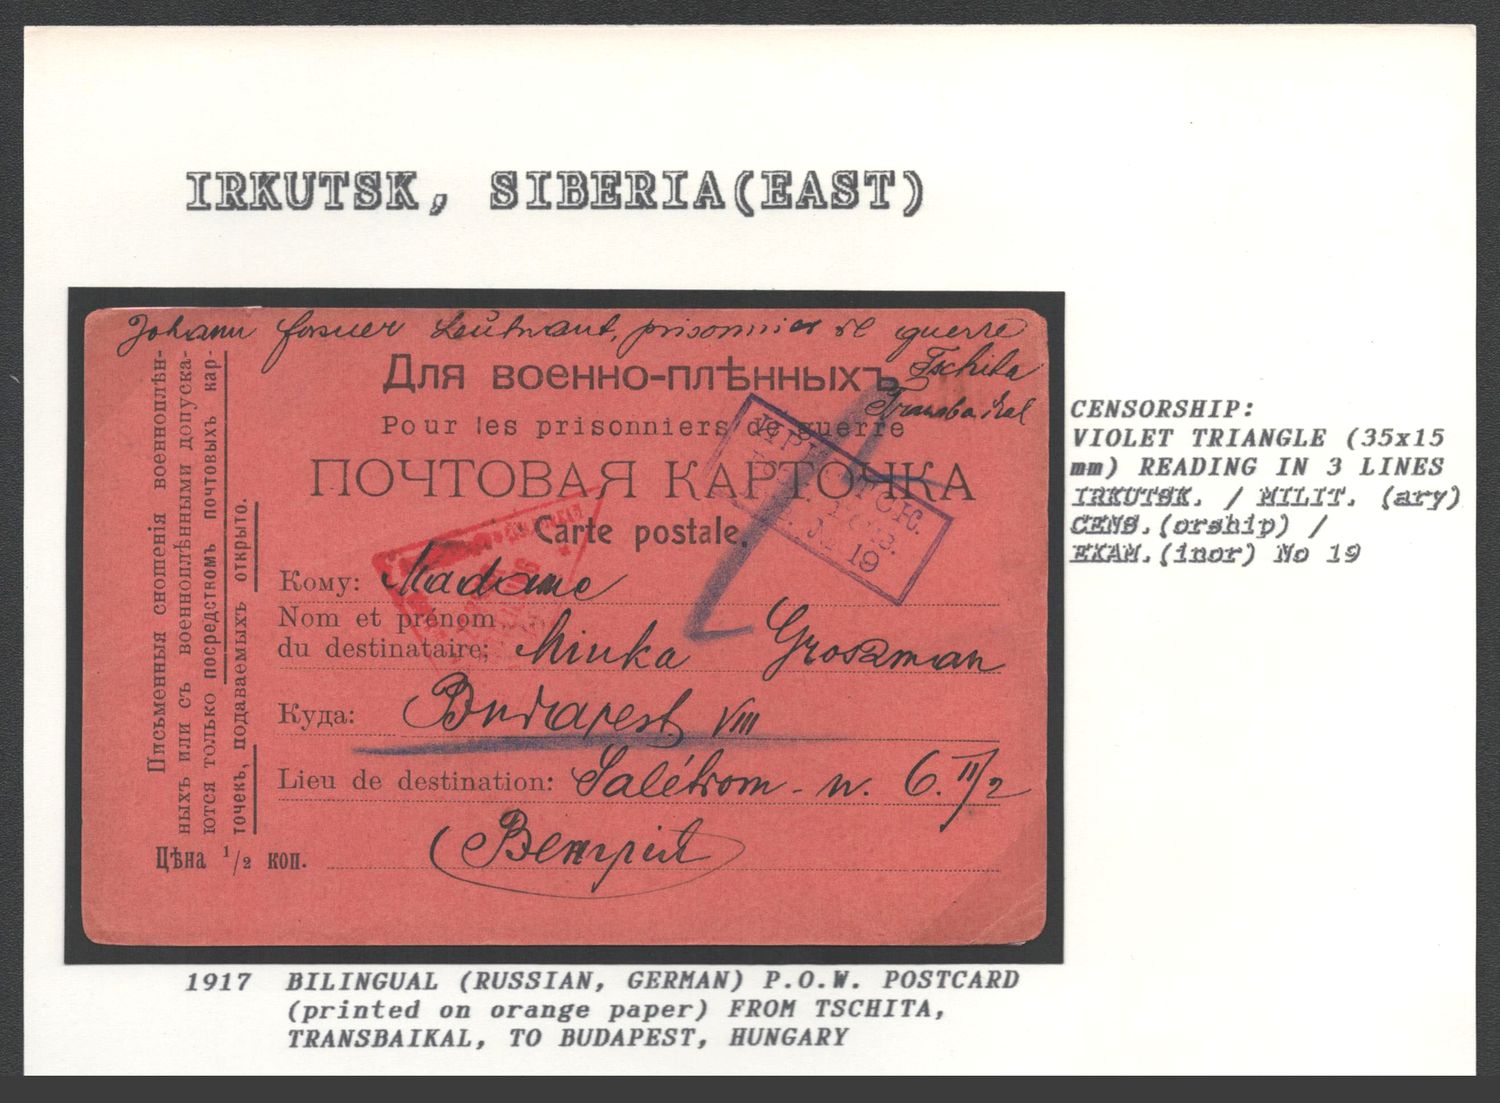 IRKUTSK, SIBERIA(EAST)
Johann Leutnant, prisonnier de guerre
Tschita
Transbaikal
Для военно-плѣнныхъ
Pour les prisonniers de guerre
ПОЧТОВАЯ КАРТОЧКА
Carte postale.
Кому: Madame
Nom et prénom
du destinataire: Minka Groszman
Куда: Budapest VIII
Lieu de destination: 6. II/2
(Венгрия)
Письменныя сношенія военноплѣн-
ныхъ или съ военноплѣнными допуска-
ются только посредствомъ почтовыхъ кар-
точекъ, подаваемыхъ открыто.
Цѣна 1/2 коп.
19
CENSORSHIP:
VIOLET TRIANGLE (35x15
mm) READING IN 3 LINES
IRKUTSK. / MILIT. (ary)
CENS.(orship) /
EXAM.(inor) No 19
1917 BILINGUAL (RUSSIAN, GERMAN) P.O.W. POSTCARD
(printed on orange paper) FROM TSCHITA,
TRANSBAIKAL, TO BUDAPEST, HUNGARY